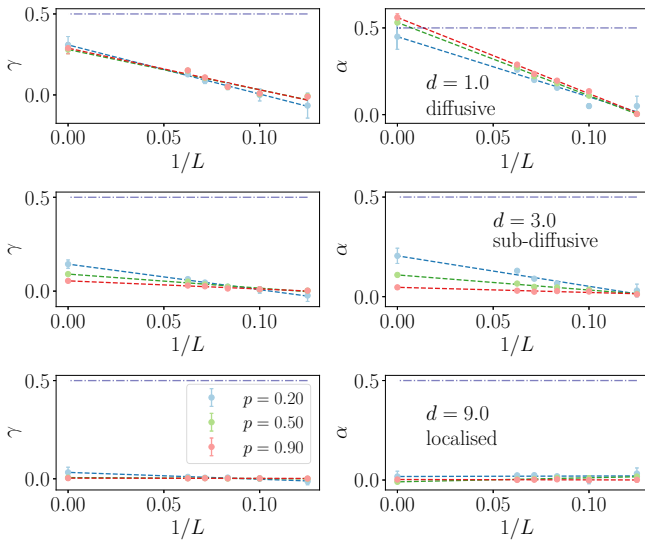 0.5
0.0
γ
0.00 0.05 0.10
1/L
0.5
0.0
α
d = 1.0
diffusive
0.00 0.05 0.10
1/L
0.5
0.0
γ
0.00 0.05 0.10
1/L
0.5
0.0
α
d = 3.0
sub-diffusive
0.00 0.05 0.10
1/L
0.5
0.0
γ
p = 0.20
p = 0.50
p = 0.90
0.00 0.05 0.10
1/L
0.5
0.0
α
d = 9.0
localised
0.00 0.05 0.10
1/L